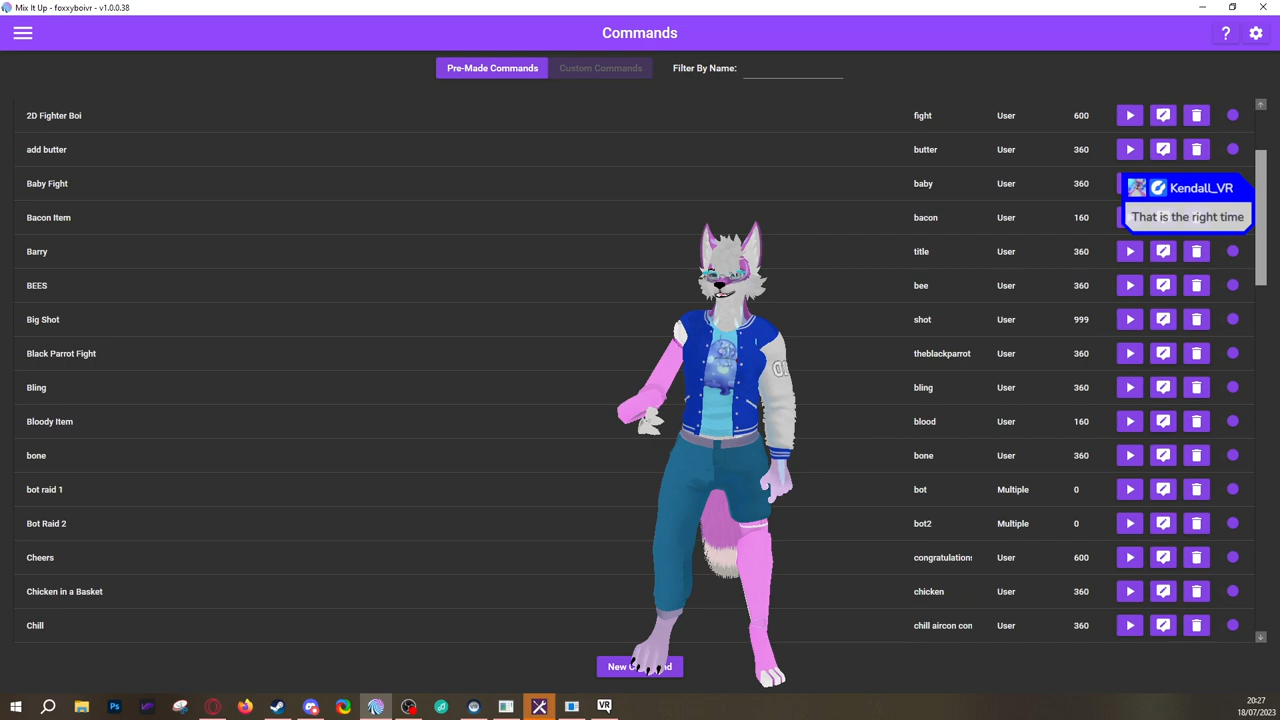 Mix It Up - foxxyboivr - v1.0.0.38
Commands
?
Pre-Made Commands Custom Commands Filter By Name:
2D Fighter Boi fight User 600
add butter butter User 360
Baby Fight baby User 360
Kendall_VR
Bacon Item bacon User 160
That is the right time
Barry title User 360
BEES bee User 360
Big Shot shot User 999
Black Parrot Fight theblackparrot User 360
Bling bling User 360
Bloody Item blood User 160
bone bone User 360
bot raid 1 bot Multiple 0
Bot Raid 2 bot2 Multiple 0
Cheers congratulations User 600
Chicken in a Basket chicken User 360
Chill chill aircon con User 360
New
Ps
VR
20:27
18/07/2023